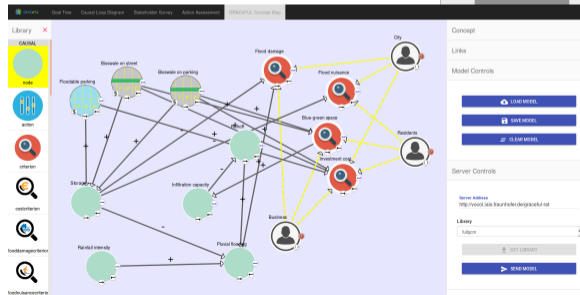 Goal Tree
Causal Loop Diagram
Stakeholder Survey
Action Assessment
GRACeFUL Concept Map
Library
×
CAUSAL
node
action
criterion
costcriterion
Floodable parking
Bioswale on street
Bioswale on parking
Flood damage
City
Flood nuisance
Blue-green space
Residents
Investment cost
Storage
Infiltration capacity
Rainfall intensity
Pluvial flooding
Business
Concept
Links
Model Controls
LOAD MODEL
SAVE MODEL
CLEAR MODEL
Server Controls
Server Address
Library
GET LIBRARY
SEND MODEL